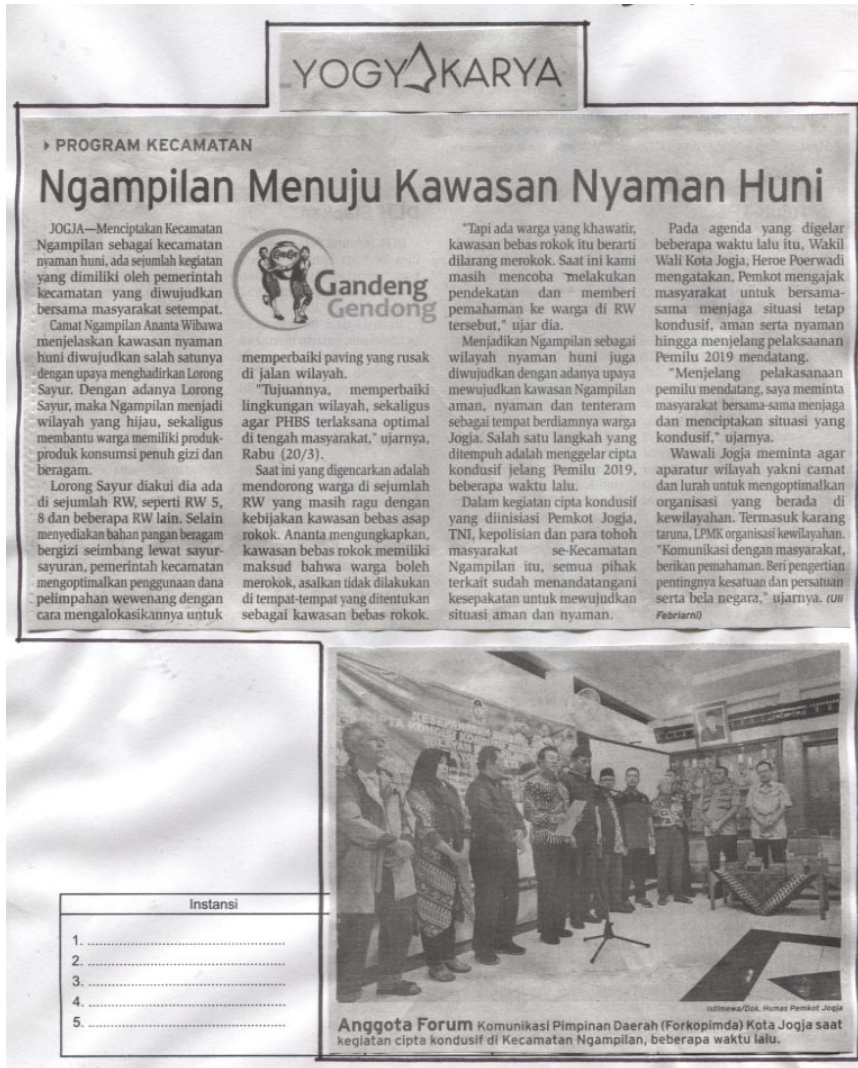 YOGYAKARYA
PROGRAM KECAMATAN
Ngampilan Menuju Kawasan Nyaman Huni
JOGJA—Menciptakan Kecamatan
Ngampilan sebagai kecamatan
nyaman huni, ada sejumlah kegiatan
yang dimiliki oleh pemerintah
kecamatan yang diwujudkan
bersama masyarakat setempat.
Camat Ngampilan Ananta Wibawa
menjelaskan kawasan nyaman
huni diwujudkan salah satunya
dengan upaya menghadirkan Lorong
Sayur. Dengan adanya Lorong
Sayur, maka Ngampilan menjadi
wilayah yang hijau, sekaligus
membantu warga memiliki produk-
produk konsumsi penuh gizi dan
beragam.
Lorong Sayur diakui dia ada
di sejumlah RW, seperti RW 5,
8 dan beberapa RW lain. Selain
menyediakan bahan pangan beragam
bergizi seimbang lewat sayur-
sayuran, pemerintah kecamatan
mengoptimalkan penggunaan dana
pelimpahan wewenang dengan
cara mengalokasikannya untuk
Gandeng
Gendong
memperbaiki paving yang rusak
di jalan wilayah.
"Tujuannya, memperbaiki
lingkungan wilayah, sekaligus
agar PHBS terlaksana optimal
di tengah masyarakat," ujarnya,
Rabu (20/3).
Saat ini yang digencarkan adalah
mendorong warga di sejumlah
RW yang masih ragu dengan
kebijakan kawasan bebas asap
rokok. Ananta mengungkapkan,
kawasan bebas rokok memiliki
maksud bahwa warga boleh
merokok, asalkan tidak dilakukan
di tempat-tempat yang ditentukan
sebagai kawasan bebas rokok.
"Tapi ada warga yang khawatir,
kawasan bebas rokok itu berarti
dilarang merokok. Saat ini kami
masih mencoba melakukan
pendekatan dan memberi
pemahaman ke warga di RW
tersebut," ujar dia.
Menjadikan Ngampilan sebagai
wilayah nyaman huni juga
diwujudkan dengan adanya upaya
mewujudkan kawasan Ngampilan
aman, nyaman dan tenteram
sebagai tempat berdiamnya warga
Jogja. Salah satu langkah yang
ditempuh adalah menggelar cipta
kondusif jelang Pemilu 2019,
beberapa waktu lalu.
Dalam kegiatan cipta kondusif
yang diinisiasi Pemkot Jogja,
TNI, kepolisian dan para tohoh
masyarakat se-Kecamatan
Ngampilan itu, semua pihak
terkait sudah menandatangani
kesepakatan untuk mewujudkan
situasi aman dan nyaman.
Pada agenda yang digelar
beberapa waktu lalu itu, Wakil
Wali Kota Jogja, Heroe Poerwadi
mengatakan, Pemkot mengajak
masyarakat untuk bersama-
sama menjaga situasi tetap
kondusif, aman serta nyaman
hingga menjelang pelaksanaan
Pemilu 2019 mendatang.
"Menjelang pelakasanaan
pemilu mendatang, saya meminta
masyarakat bersama-sama menjaga
dan menciptakan situasi yang
kondusif," ujarnya.
Wawali Jogja meminta agar
aparatur wilayah yakni camat
dan lurah untuk mengoptimalkan
organisasi yang berada di
kewilayahan. Termasuk karang
taruna, LPMK organisasi kewilayahan.
"Komunikasi dengan masyarakat,
berikan pemahaman. Beri pengertian
pentingnya kesatuan dan persatuan
serta bela negara," ujarnya. (Uli
Febriarni)
Istimewa/Dok. Humas Pemkot Jogja
Anggota Forum Komunikasi Pimpinan Daerah (Forkopimda) Kota Jogja saat
kegiatan cipta kondusif di Kecamatan Ngampilan, beberapa waktu lalu.
Instansi
1. ..........
2. ..........
3. ..........
4. ..........
5. ..........